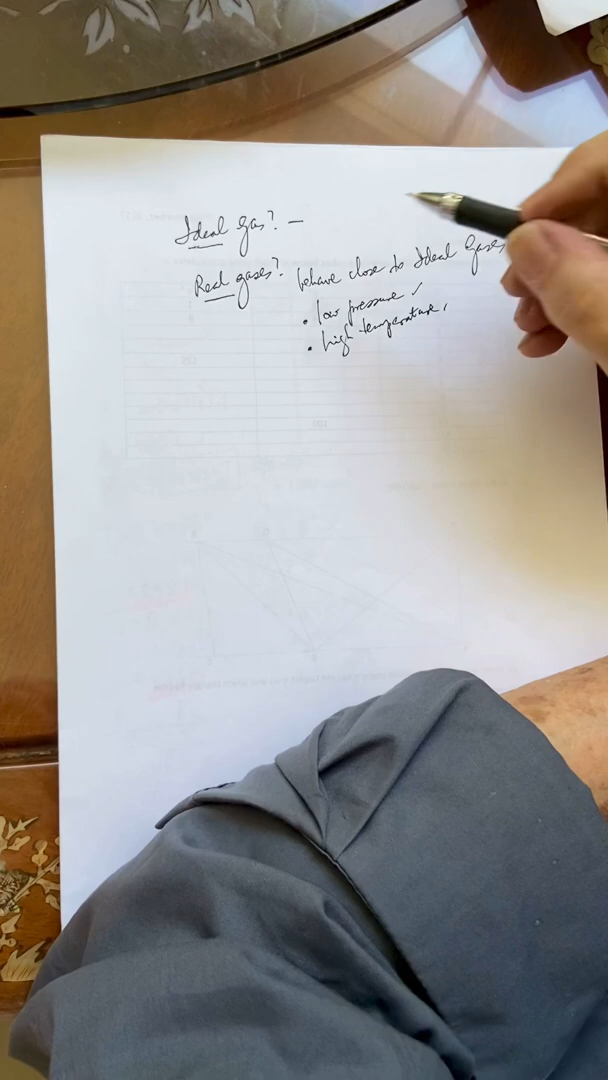 Ideal gas? –
Real gases? behave close to Ideal Gases
• low pressure ✓
• high temperature,